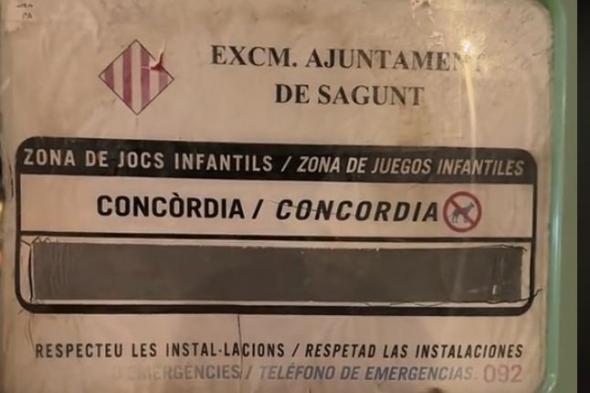 EXCM. AJUNTAMENT
DE SAGUNT
ZONA DE JOCS INFANTILS / ZONA DE JUEGOS INFANTILES
CONCÒRDIA / CONCORDIA
RESPECTEU LES INSTAL·LACIONS / RESPETAD LAS INSTALACIONES
D'EMERGÈNCIES / TELÉFONO DE EMERGENCIAS. 092